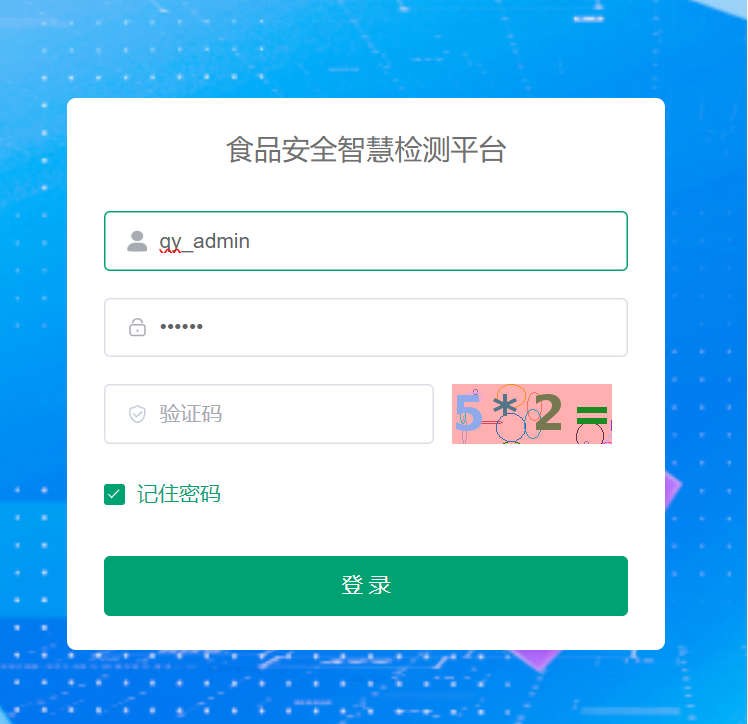 食品安全智慧检测平台
qy_admin
••••••
验证码
5 * 2 =
记住密码
登录